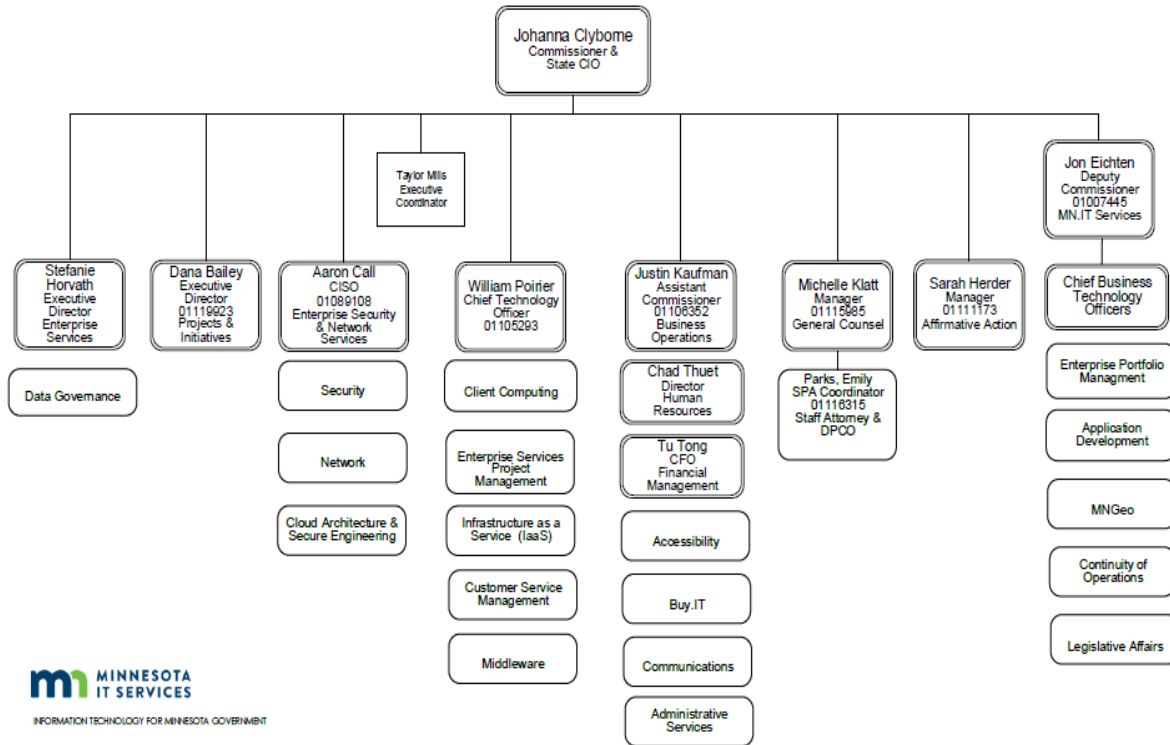 Johanna Clyborne
Commissioner &
State CIO
Taylor Mills
Executive
Coordinator
Jon Eichten
Deputy
Commissioner
01007445
MN.IT Services
Stefanie
Horvath
Executive
Director
Enterprise
Services
Dana Bailey
Executive
Director
01119923
Projects &
Initiatives
Aaron Call
CISO
01089108
Enterprise Security
& Network
Services
William Poirier
Chief Technology
Officer
01105293
Justin Kaufman
Assistant
Commissioner
01106352
Business
Operations
Michelle Klatt
Manager
01115985
General Counsel
Sarah Herder
Manager
01111173
Affirmative Action
Chief Business
Technology
Officers
Data Governance
Security
Network
Cloud Architecture &
Secure Engineering
Client Computing
Enterprise Services
Project
Management
Infrastructure as a
Service (IaaS)
Customer Service
Management
Middleware
Chad Thuet
Director
Human
Resources
Tu Tong
CFO
Financial
Management
Accessibility
Buy.IT
Communications
Administrative
Services
Parks, Emily
SPA Coordinator
01116315
Staff Attorney &
DPCO
Enterprise Portfolio
Managment
Application
Development
MNGeo
Continuity of
Operations
Legislative Affairs
mn MINNESOTA
IT SERVICES
INFORMATION TECHNOLOGY FOR MINNESOTA GOVERNMENT